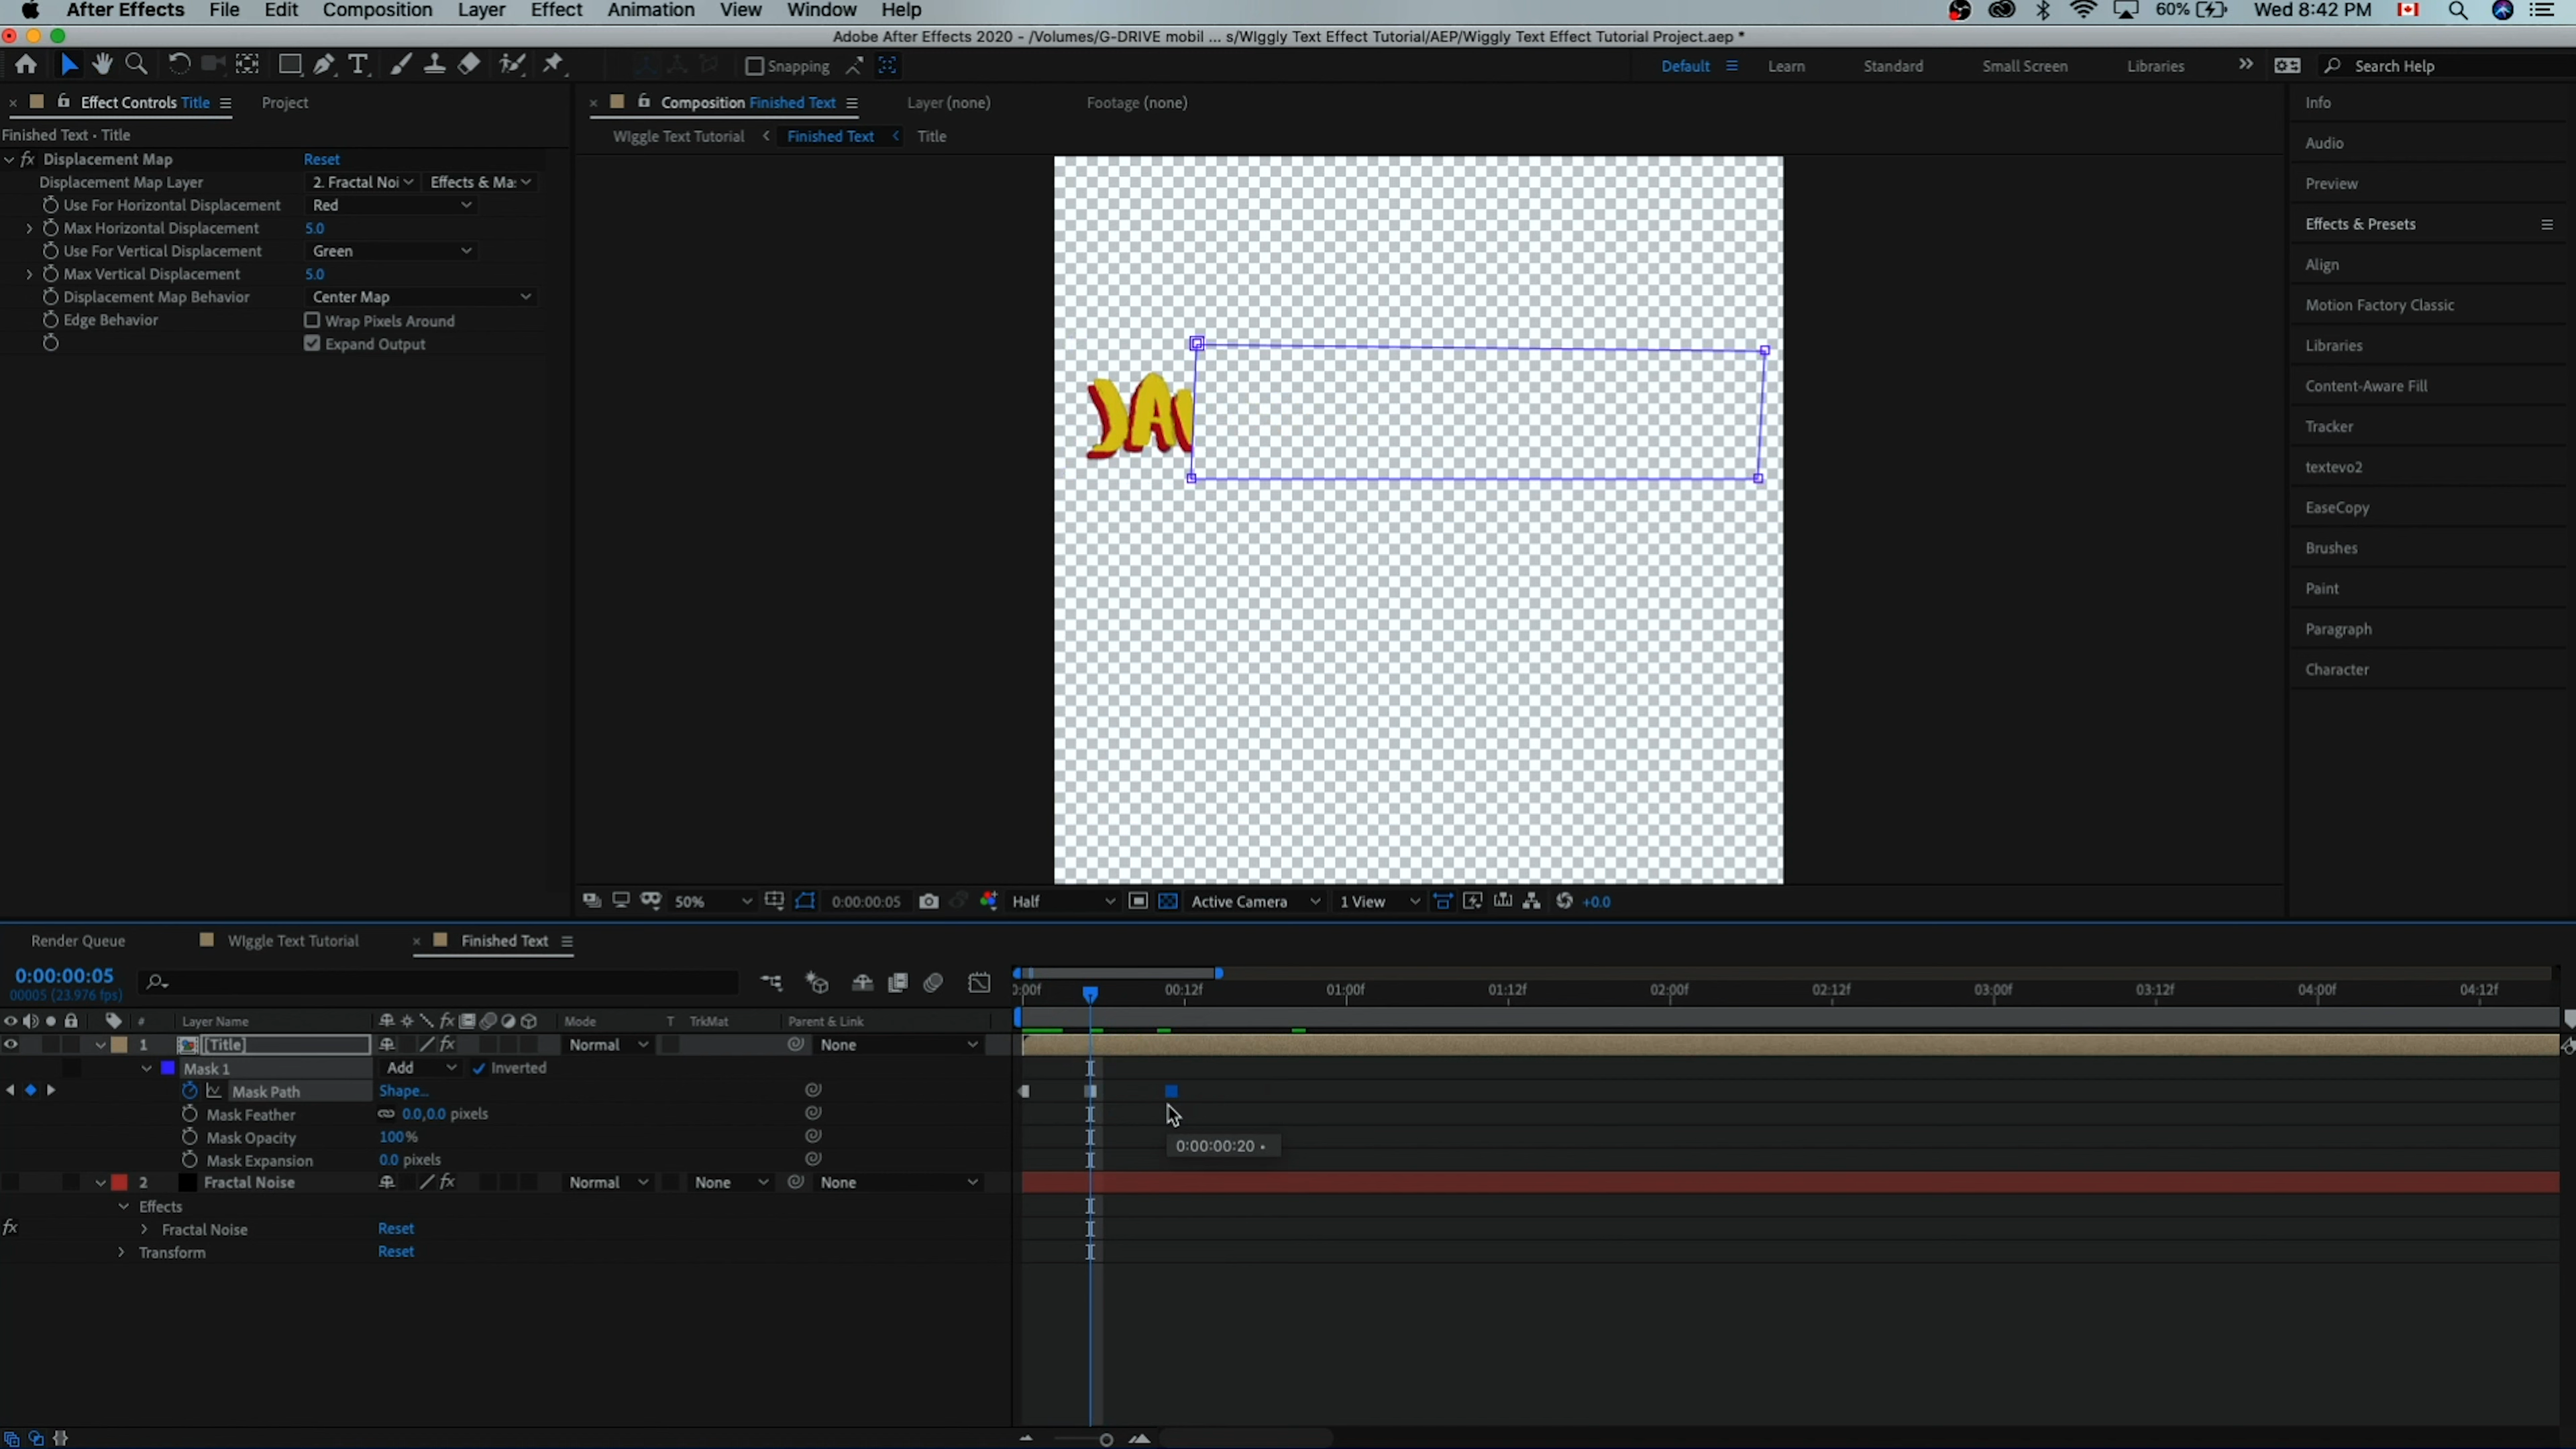 After Effects File Edit Composition Layer Effect Animation View Window Help 60% Wed 8:42 PM
Adobe After Effects 2020 - /Volumes/G-DRIVE mobil ... s/WIggly Text Effect Tutorial/AEP/Wiggly Text Effect Tutorial Project.aep *
Snapping Default Learn Standard Small Screen Libraries Search Help
Effect Controls Title Project Composition Finished Text Layer (none) Footage (none) Info
Finished Text • Title WIggle Text Tutorial Finished Text Title
Audio
fx Displacement Map Reset
Displacement Map Layer 2. Fractal Noi Effects & Ma: Preview
Use For Horizontal Displacement Red
Max Horizontal Displacement 5.0 Effects & Presets
Use For Vertical Displacement Green
Max Vertical Displacement 5.0 Align
Displacement Map Behavior Center Map Motion Factory Classic
Edge Behavior Wrap Pixels Around
Expand Output Libraries
Content-Aware Fill
Tracker
textevo2
EaseCopy
Brushes
Paint
Paragraph
Character
50% 0:00:00:05 Half Active Camera 1 View +0.0
Render Queue WIggle Text Tutorial Finished Text
0:00:00:05
00005 (23.976 fps) 00:12f 01:00f 01:12f 02:00f 02:12f 03:00f 03:12f 04:00f 04:12f
# Layer Name fx Mode T TrkMat Parent & Link
1 [Title] fx Normal None
Mask 1 Add Inverted
Mask Path Shape...
Mask Feather 0.0,0.0 pixels
Mask Opacity 100%
0:00:00:20
Mask Expansion 0.0 pixels
2 Fractal Noise fx Normal None None
Effects
fx Fractal Noise Reset
Transform Reset